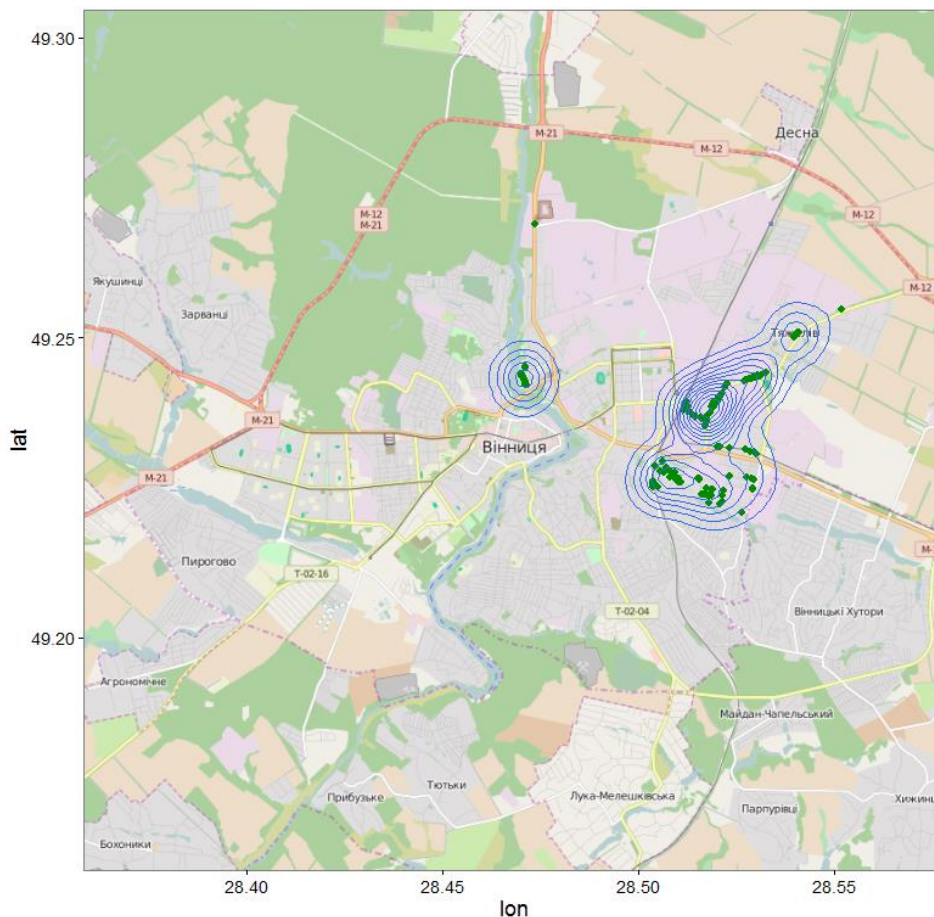 49.30
Десна
M-21
M-12
M-12
M-21
M-12
Якушинці
Зарванці
M-12
49.25
lat
M-21
Вінниця
M-21
Пирогово
T-02-16
T-02-04
Вінницькі Хутори
49.20
Агрономічне
Майдан-Чапельський
Тютьки
Прибузьке
Лука-Мелешківська
Парпурівці
Бохоники
28.40
28.45
28.50
28.55
lon